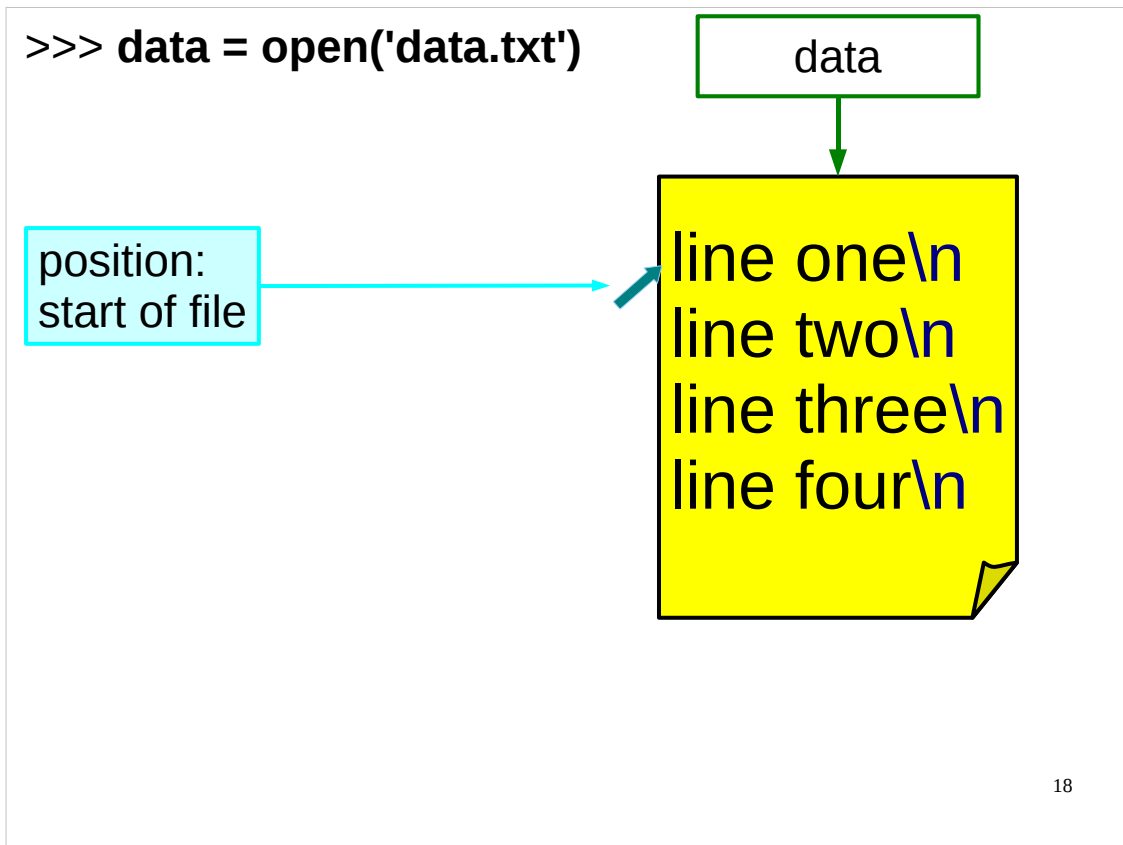 >>> data = open('data.txt')
data
position:
start of file
line one\n
line two\n
line three\n
line four\n
18